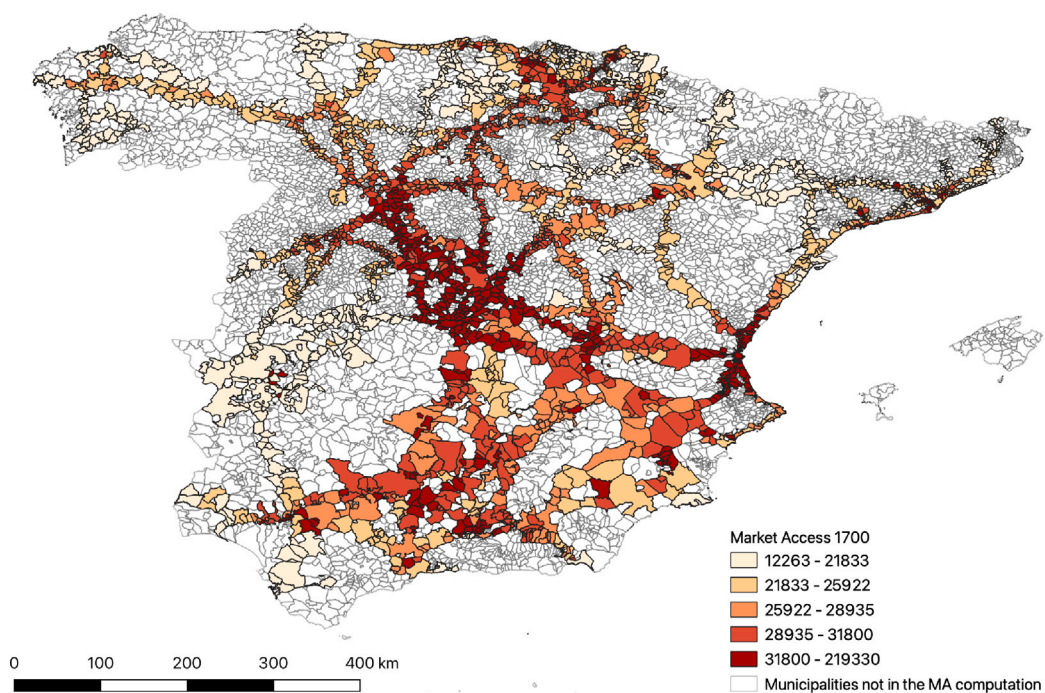 Market Access 1700
12263 - 21833
21833 - 25922
25922 - 28935
28935 - 31800
31800 - 219330
Municipalities not in the MA computation
0 100 200 300 400 km